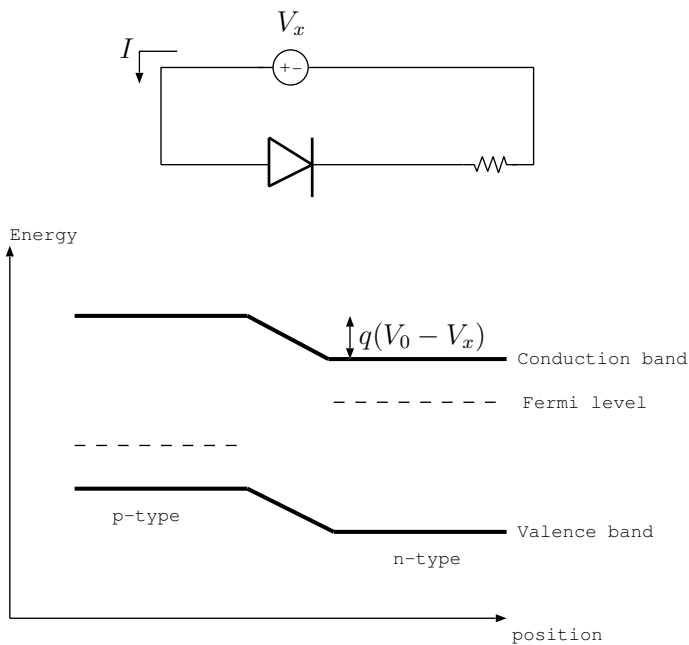 V_x
I
+−
Energy
q(V_0 − V_x)
Conduction band
Fermi level
p−type
Valence band
n−type
position